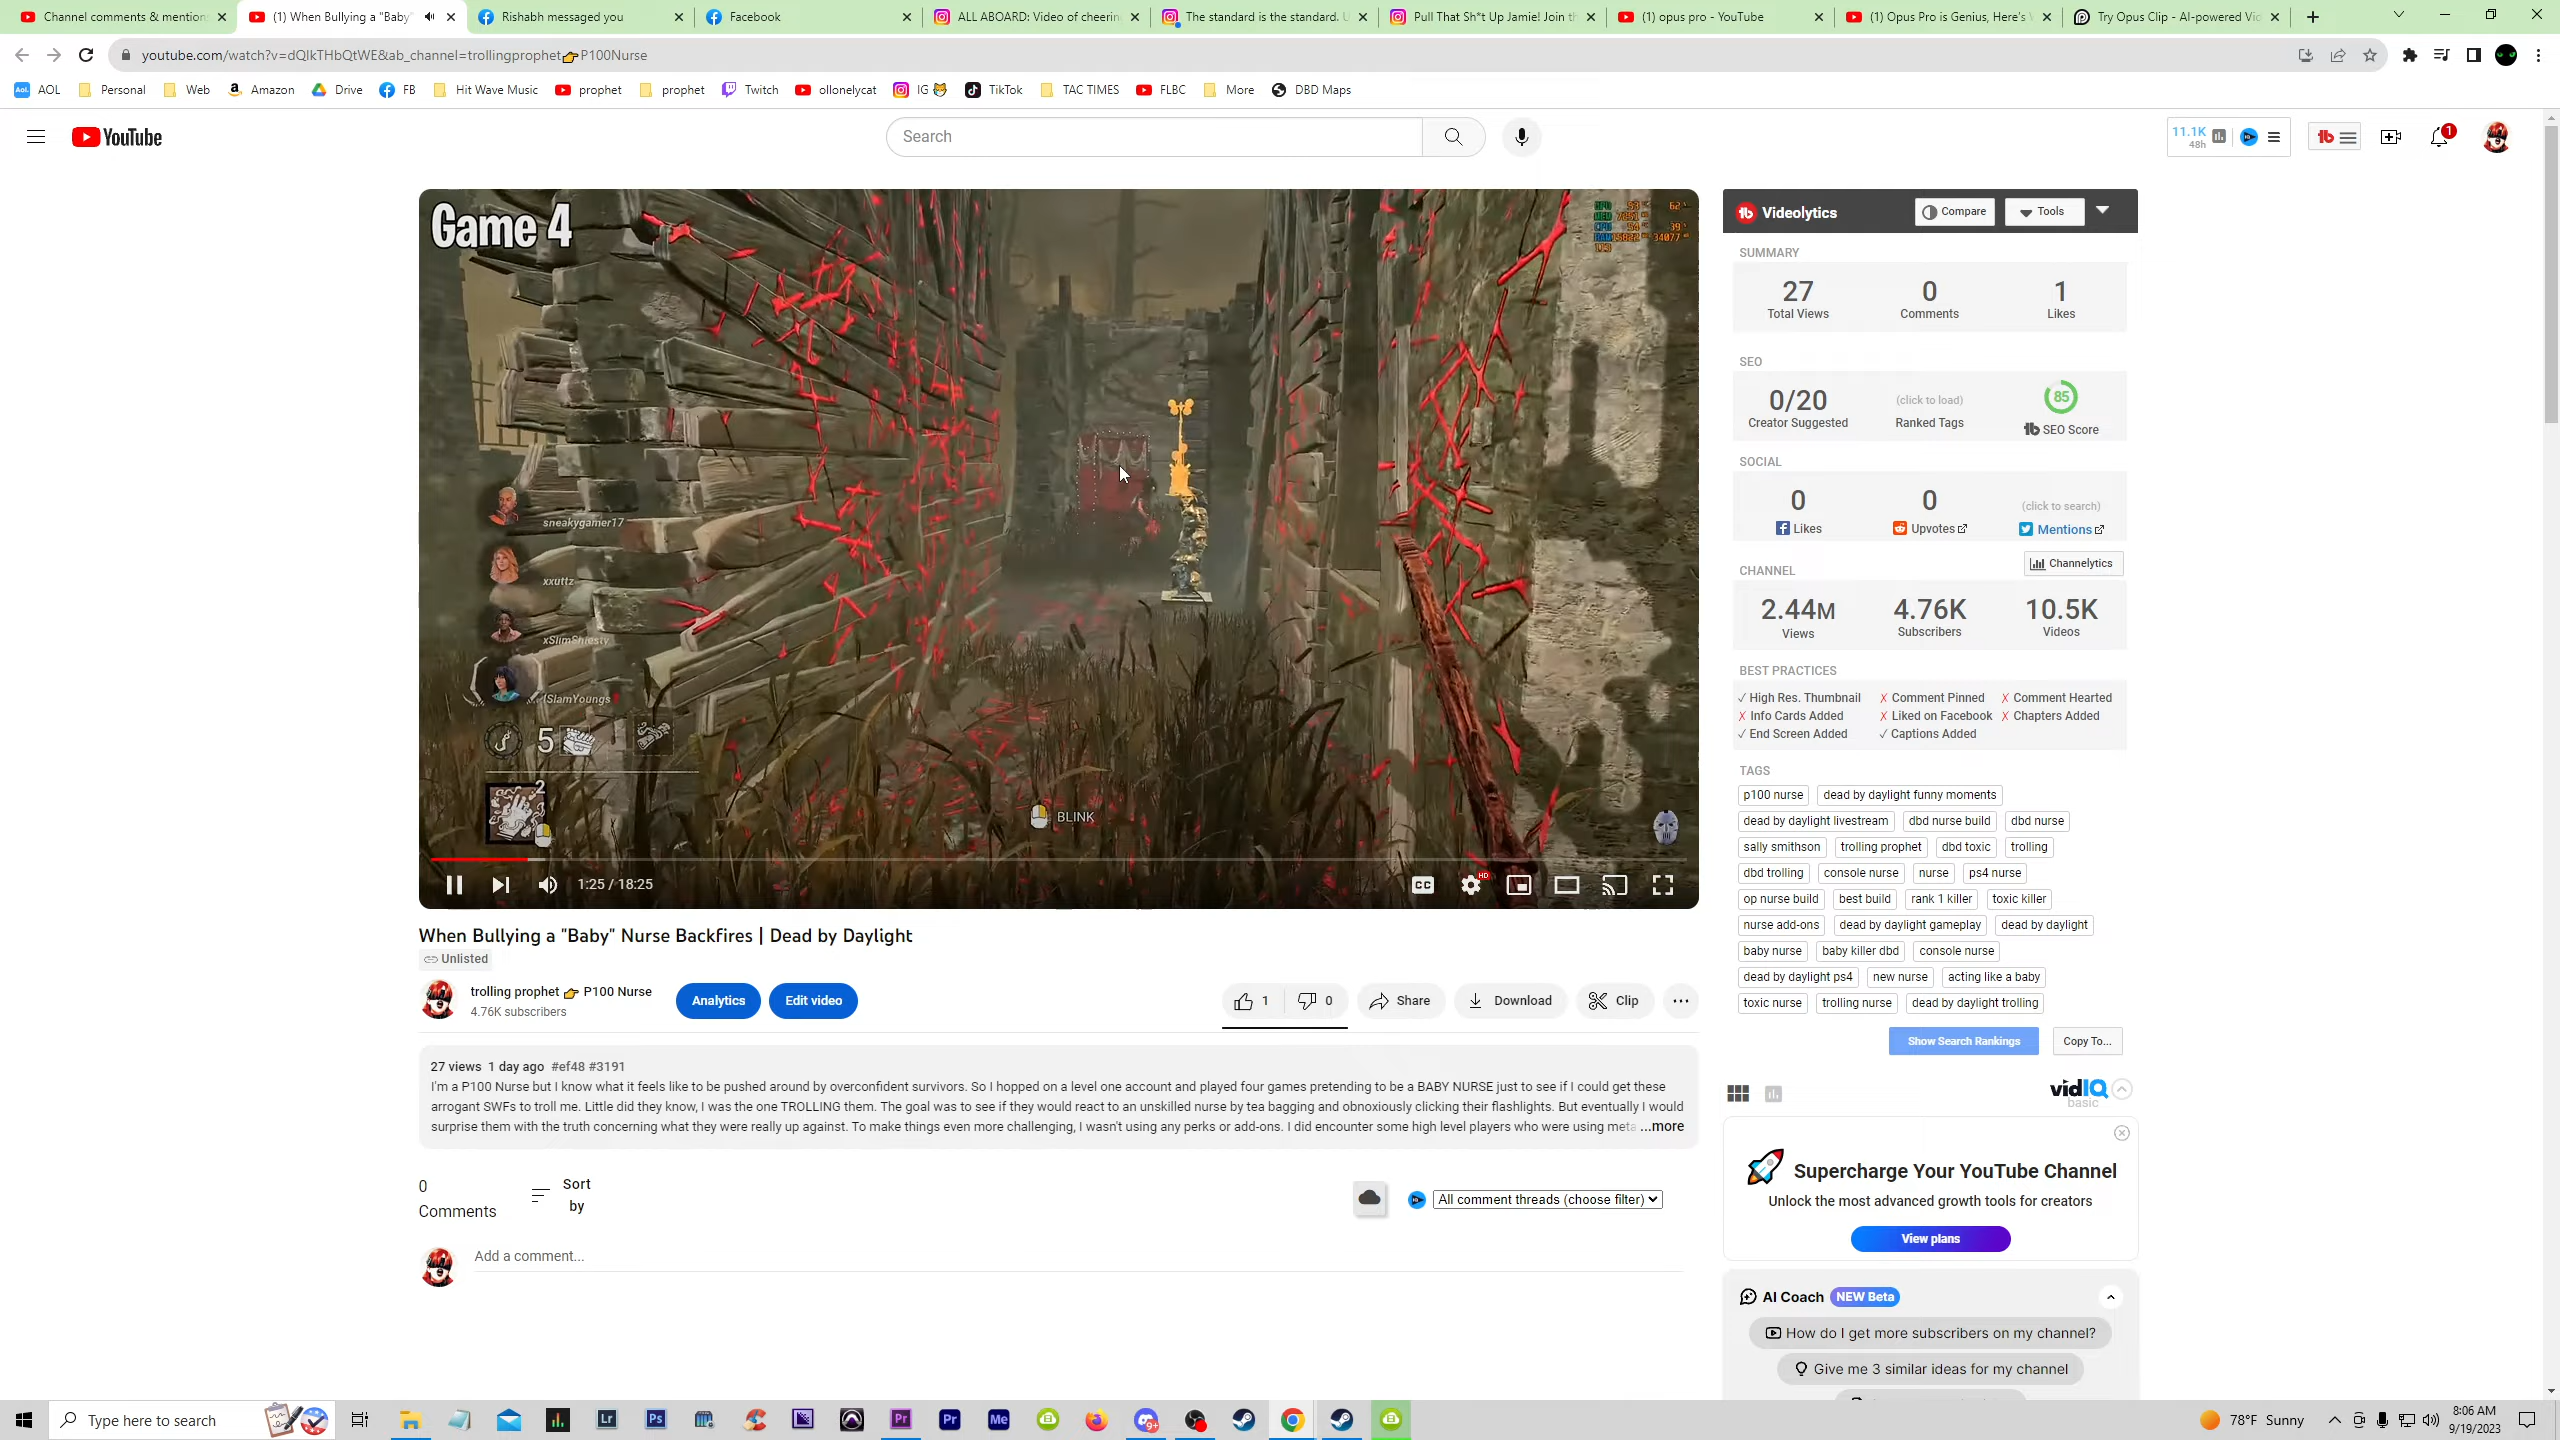 Channel comments & mention
(1) When Bullying a "Baby"
Rishabh messaged you
Facebook
ALL ABOARD: Video of cheerin
The standard is the standard. U
Pull That Sh*t Up Jamie! Join th
(1) opus pro - YouTube
(1) Opus Pro is Genius, Here's
Try Opus Clip - AI-powered Vid
youtube.com/watch?v=dQIkTHbQtWE&ab_channel=trollingprophet👉P100Nurse
AOL
Personal
Web
Amazon
Drive
FB
Hit Wave Music
prophet
prophet
Twitch
ollonelycat
IG
TikTok
TAC TIMES
FLBC
More
DBD Maps
YouTube
Search
11.1K
48h
1
Game 4
sneakygamer17
xxuttz
xSlimShiesty
5
2
BLINK
1:25 / 18:25
CC
HD
When Bullying a "Baby" Nurse Backfires | Dead by Daylight
Unlisted
trolling prophet 👉 P100 Nurse
4.76K subscribers
Analytics
Edit video
1
0
Share
Download
Clip
27 views 1 day ago #ef48 #3191
I'm a P100 Nurse but I know what it feels like to be pushed around by overconfident survivors. So I hopped on a level one account and played four games pretending to be a BABY NURSE just to see if I could get these
arrogant SWFs to troll me. Little did they know, I was the one TROLLING them. The goal was to see if they would react to an unskilled nurse by tea bagging and obnoxiously clicking their flashlights. But eventually I would
surprise them with the truth concerning what they were really up against. To make things even more challenging, I wasn't using any perks or add-ons. I did encounter some high level players who were using meta ...more
0
Comments
Sort
by
All comment threads (choose filter)
Add a comment...
Videolytics
Compare
Tools
SUMMARY
27
Total Views
0
Comments
1
Likes
SEO
0/20
Creator Suggested
(click to load)
Ranked Tags
85
SEO Score
SOCIAL
0
Likes
0
Upvotes
(click to search)
Mentions
CHANNEL
Channelytics
2.44M
Views
4.76K
Subscribers
10.5K
Videos
BEST PRACTICES
✓ High Res. Thumbnail
✗ Comment Pinned
✗ Comment Hearted
✗ Info Cards Added
✗ Liked on Facebook
✗ Chapters Added
✓ End Screen Added
✓ Captions Added
TAGS
p100 nurse
dead by daylight funny moments
dead by daylight livestream
dbd nurse build
dbd nurse
sally smithson
trolling prophet
dbd toxic
trolling
dbd trolling
console nurse
nurse
ps4 nurse
op nurse build
best build
rank 1 killer
toxic killer
nurse add-ons
dead by daylight gameplay
dead by daylight
baby nurse
baby killer dbd
console nurse
dead by daylight ps4
new nurse
acting like a baby
toxic nurse
trolling nurse
dead by daylight trolling
Show Search Rankings
Copy To...
vidIQ
basic
Supercharge Your YouTube Channel
Unlock the most advanced growth tools for creators
View plans
AI Coach
NEW Beta
How do I get more subscribers on my channel?
Give me 3 similar ideas for my channel
Type here to search
Lr
Ps
Pr
Pr
Me
9+
78°F Sunny
8:06 AM
9/19/2023